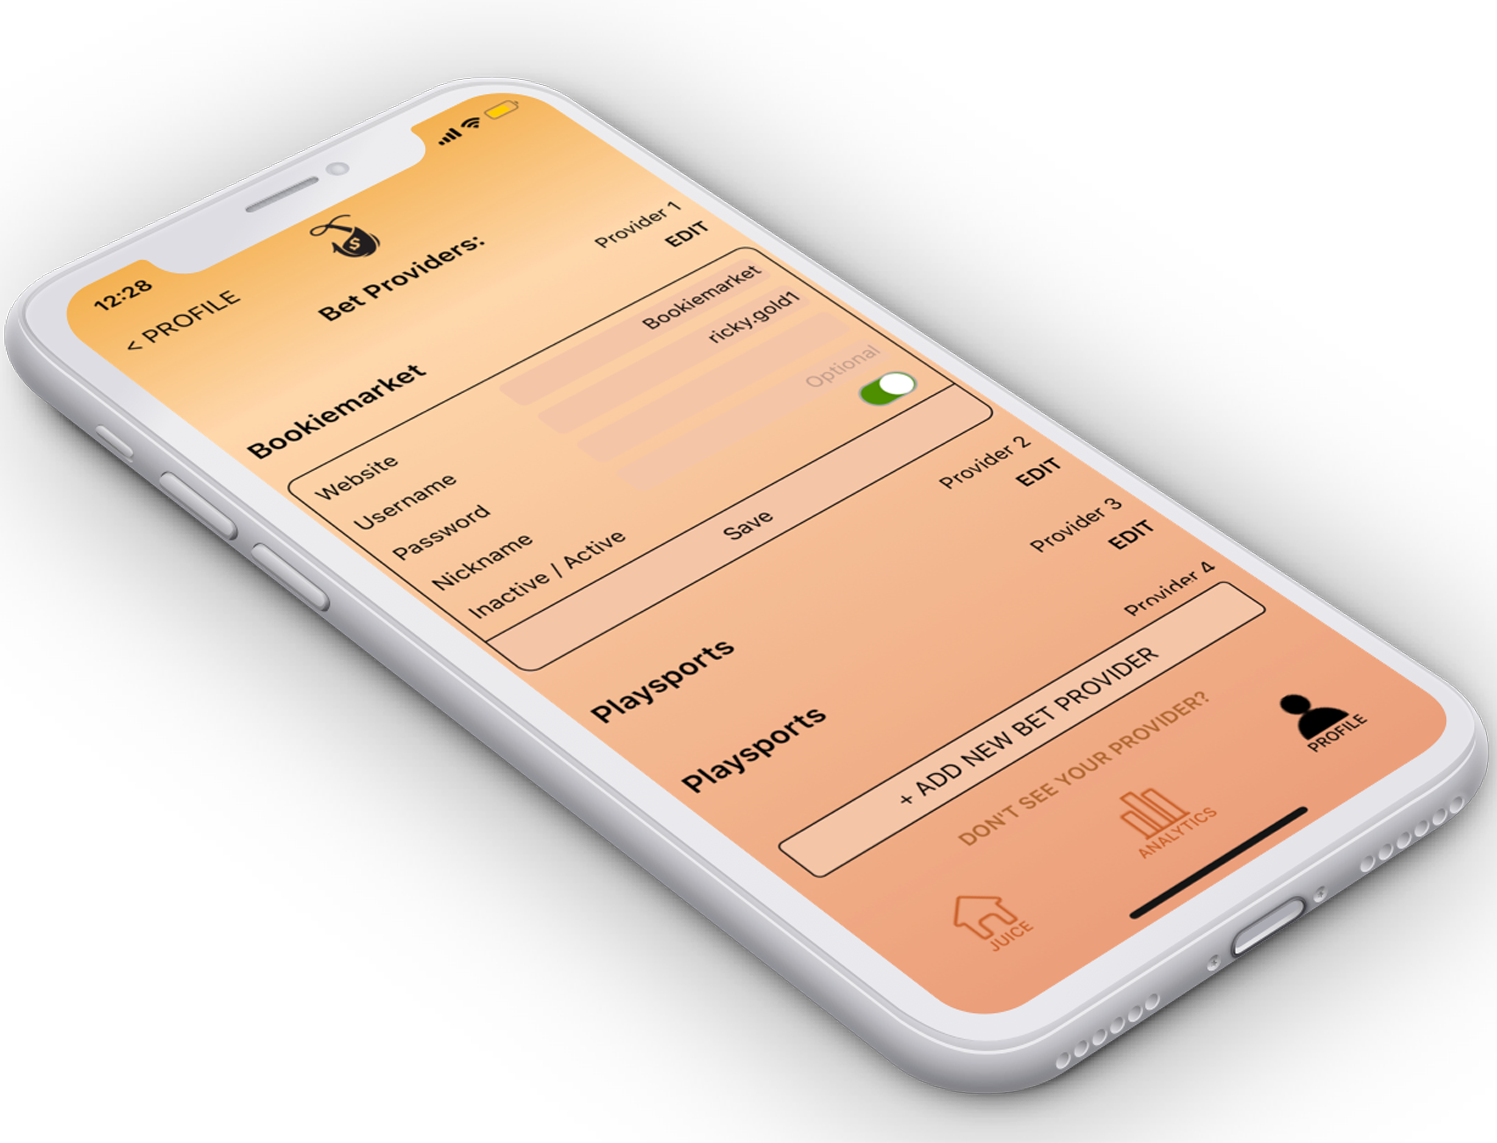 12:28
< PROFILE
Bet Providers:
Provider 1
Bookiemarket
EDIT
Website Bookiemarket
Username ricky.gold1
Password
Nickname Optional
Inactive / Active
Save
Provider 2
Playsports
EDIT
Provider 3
Playsports
EDIT
Provider 4
+ ADD NEW BET PROVIDER
DON'T SEE YOUR PROVIDER?
JUICE
ANALYTICS
PROFILE